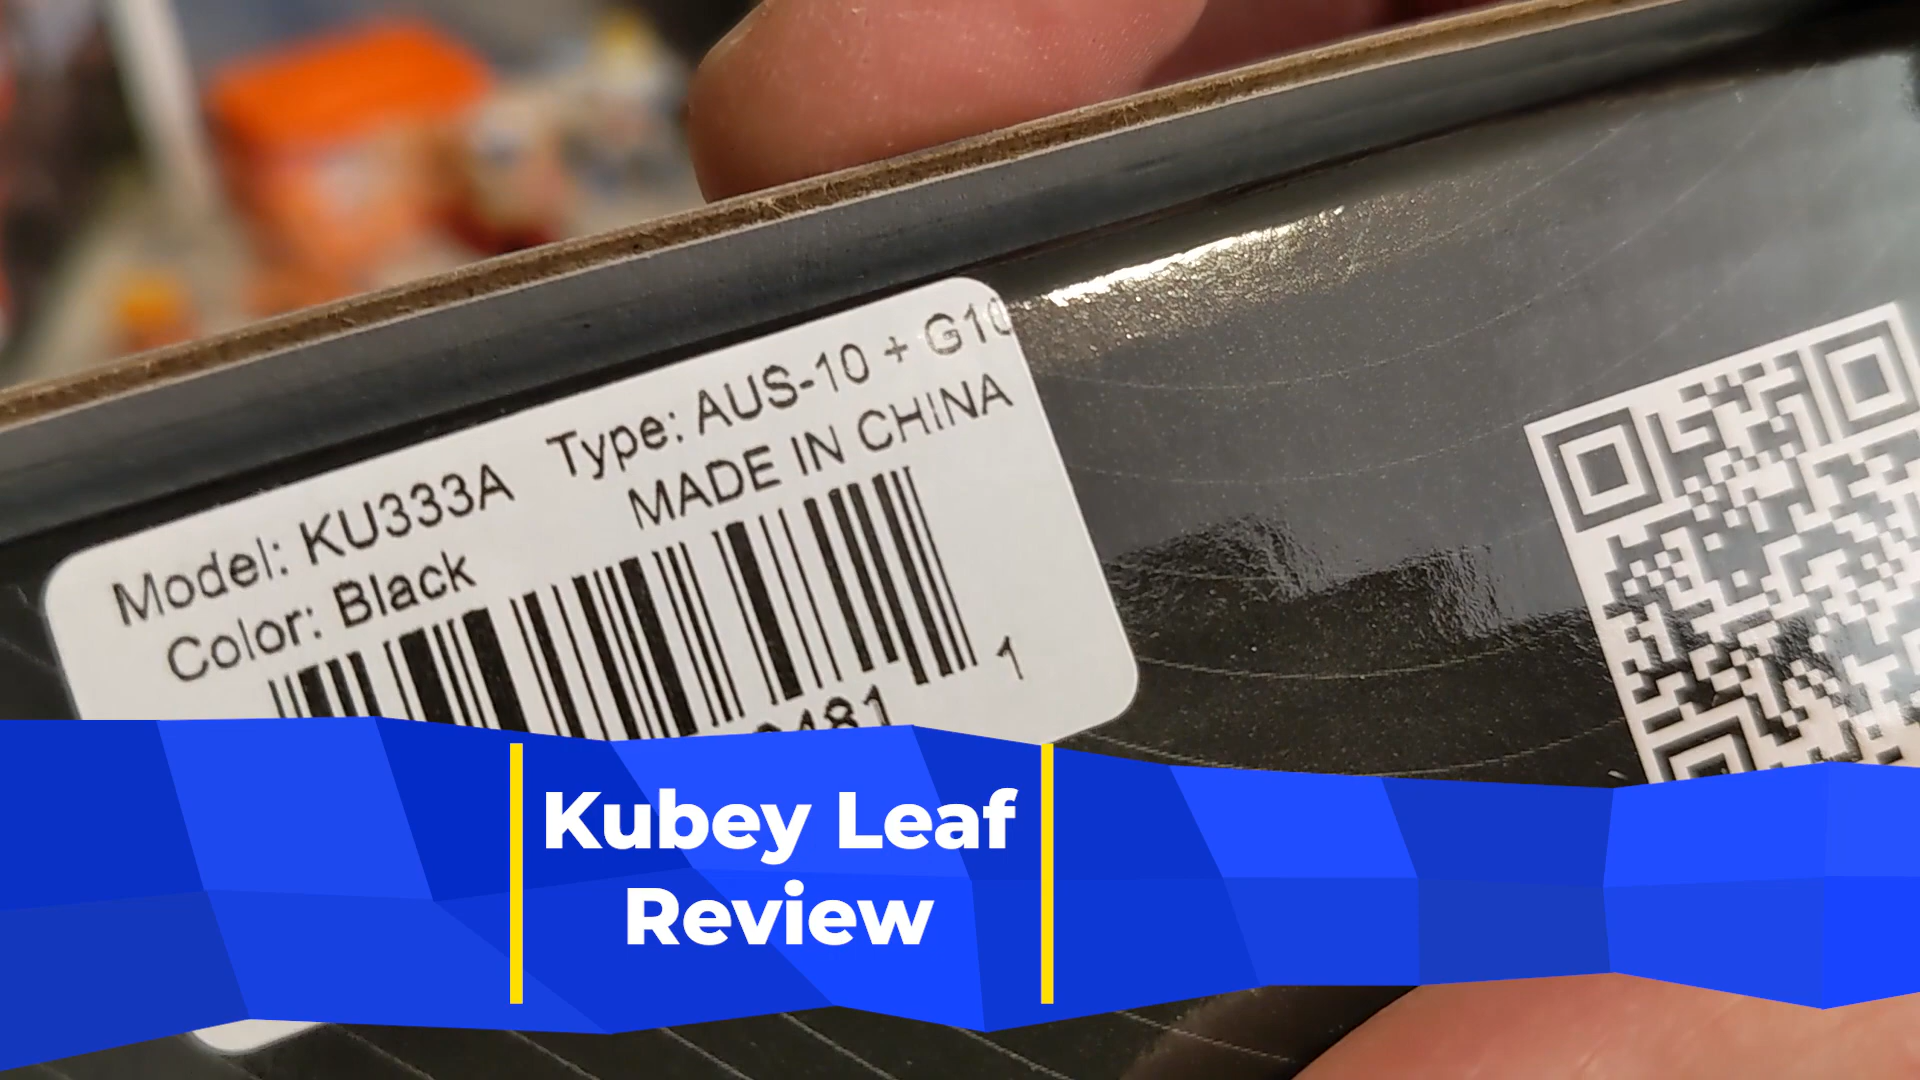 Model: KU333A Type: AUS-10 + G10
Color: Black MADE IN CHINA
1
Kubey Leaf
Review